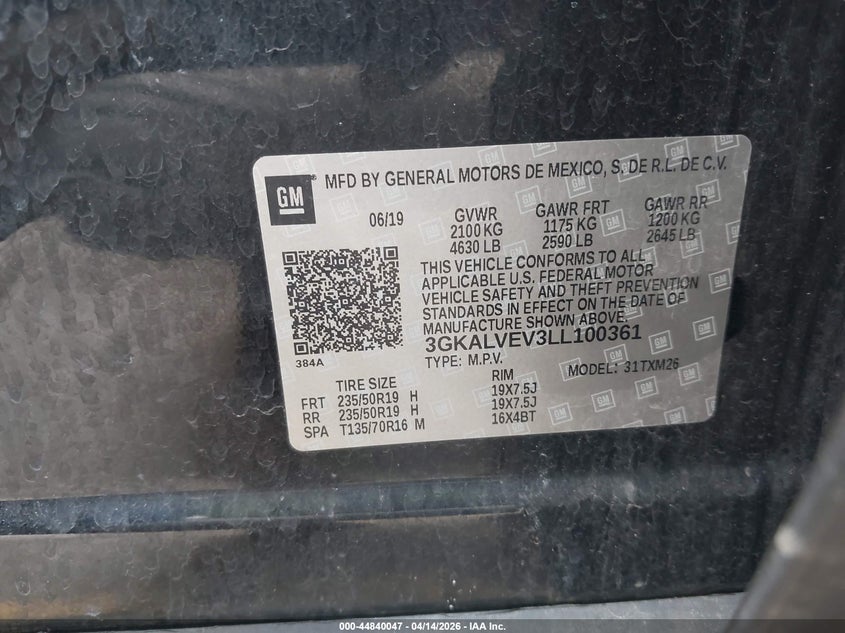 GM
MFD BY GENERAL MOTORS DE MEXICO, S. DE R.L. DE C.V.
06/19 GVWR GAWR FRT GAWR RR
2100 KG 1175 KG 1200 KG
4630 LB 2590 LB 2645 LB
THIS VEHICLE CONFORMS TO ALL
APPLICABLE U.S. FEDERAL MOTOR
VEHICLE SAFETY AND THEFT PREVENTION
STANDARDS IN EFFECT ON THE DATE OF
MANUFACTURE SHOWN ABOVE.
3GKALVEV3LL100361
384A
TYPE: M.P.V. MODEL: 31TXM26
TIRE SIZE RIM
FRT 235/50R19 H 19X7.5J
RR 235/50R19 H 19X7.5J
SPA T135/70R16 M 16X4BT
000-44840047 - 04/14/2026 - IAA Inc.